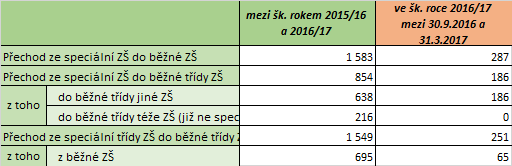 mezi šk. rokem 2015/16 a 2016/17
ve šk. roce 2016/17 mezi 30.9.2016 a 31.3.2017
Přechod ze speciální ZŠ do běžné ZŠ 1 583 287
Přechod ze speciální ZŠ do běžné třídy ZŠ 854 186
z toho do běžné třídy jiné ZŠ 638 186
do běžné třídy téže ZŠ (již ne spec 216 0
Přechod ze speciální třídy ZŠ do běžné třídy Z 1 549 251
z toho z běžné ZŠ 695 65